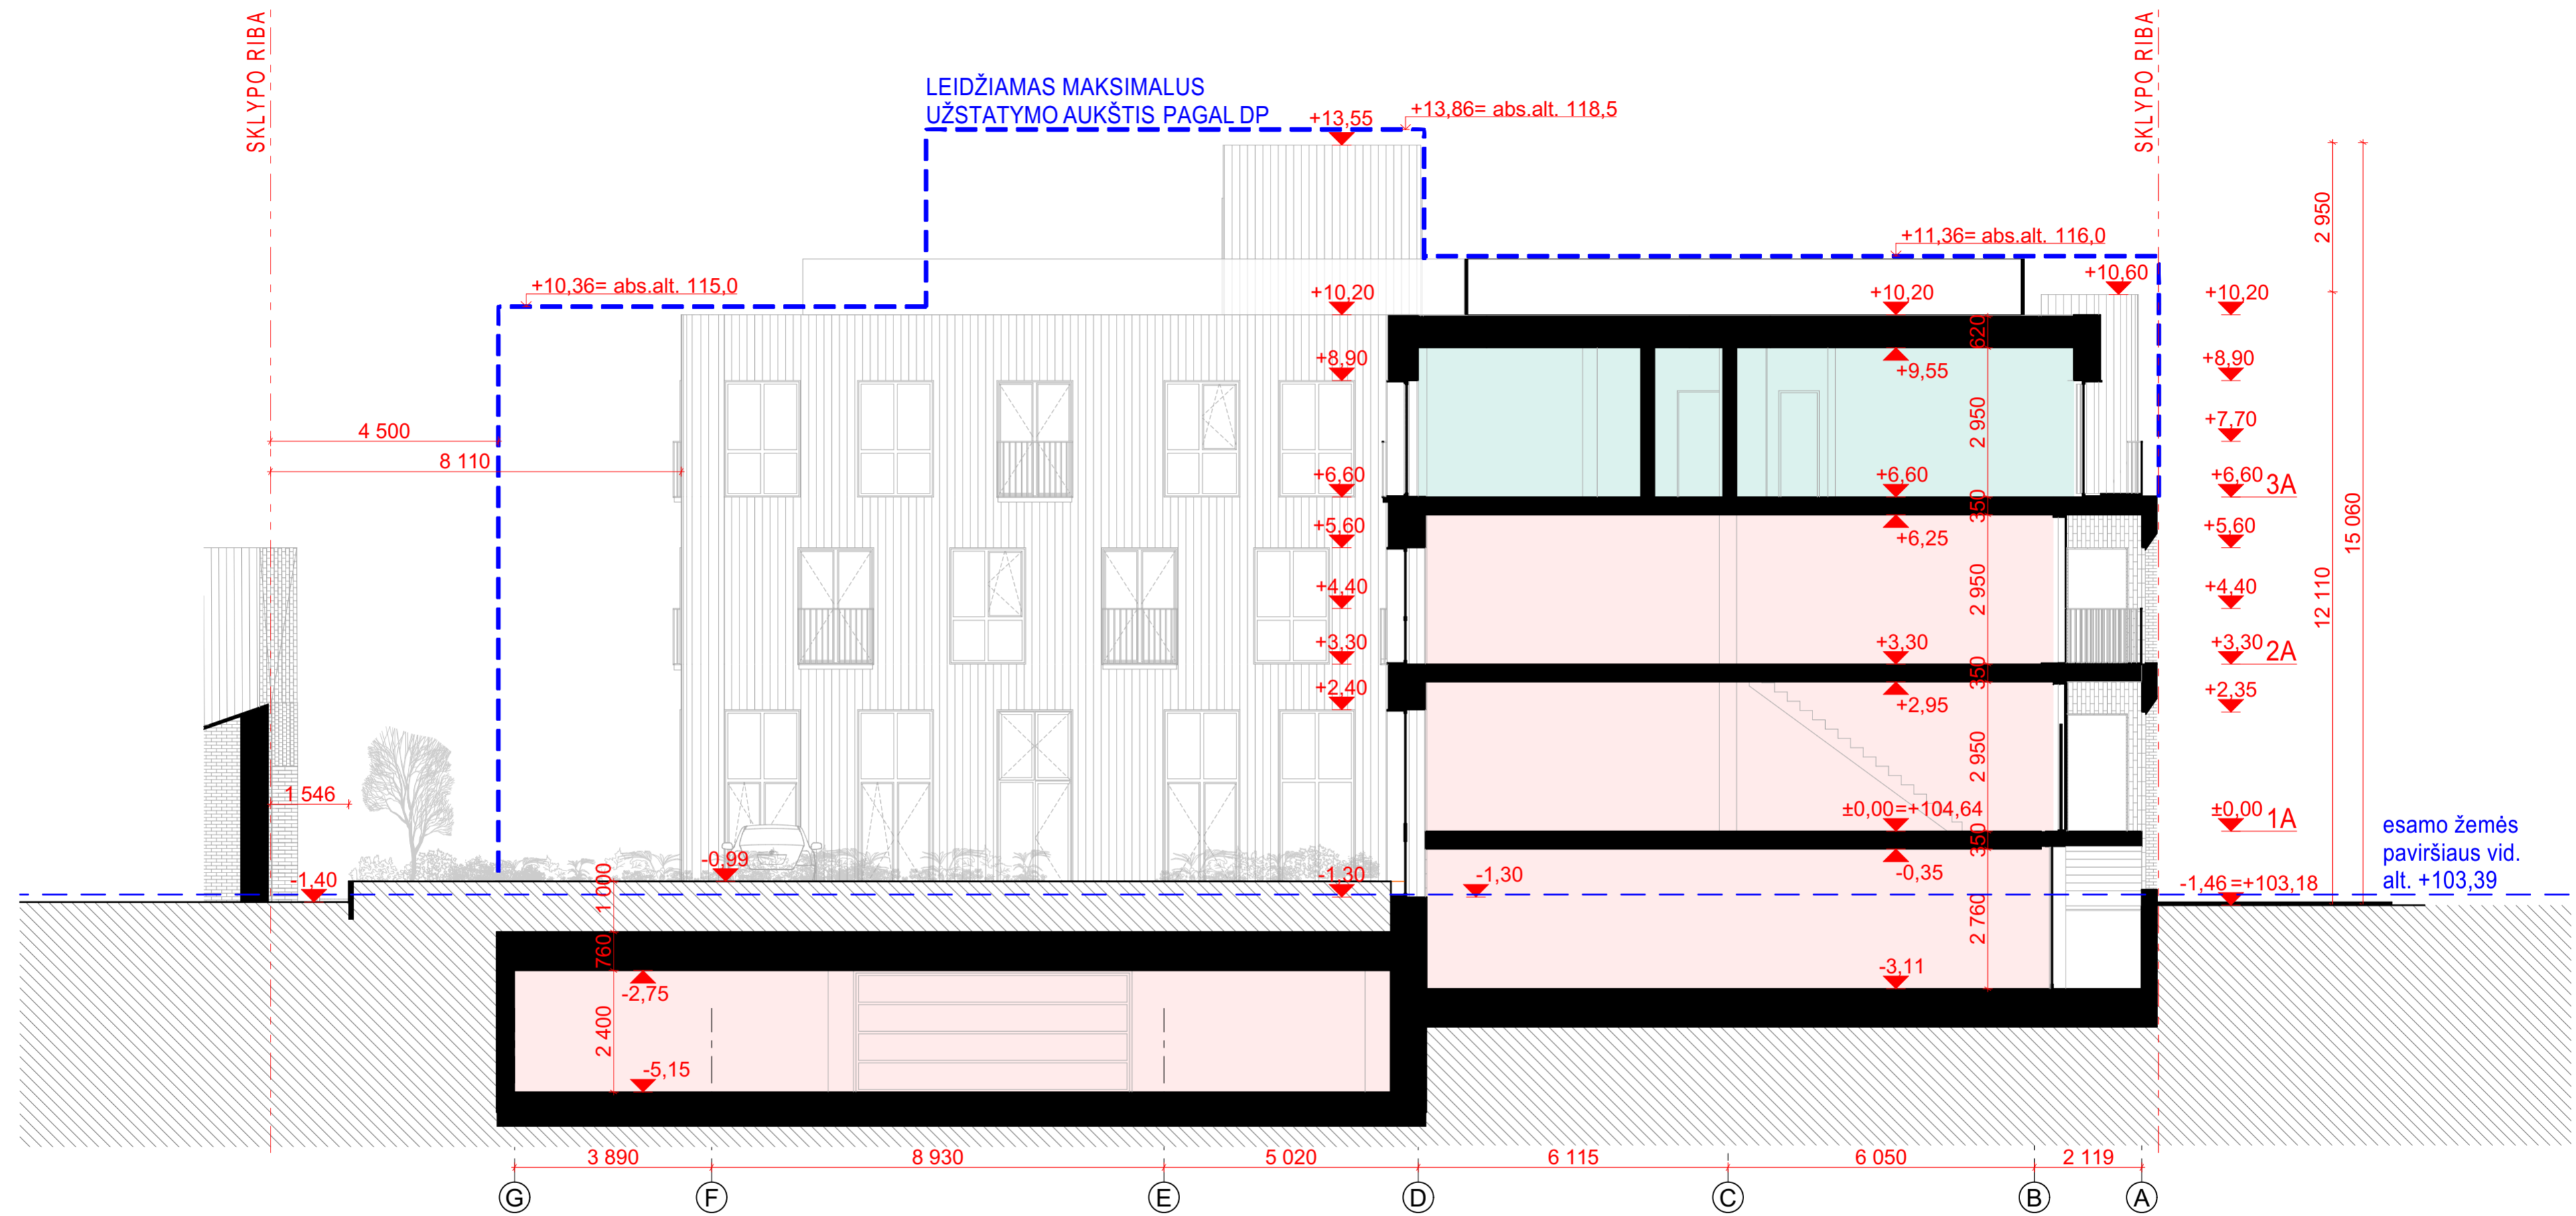 SKLYPO RIBA
LEIDŽIAMAS MAKSIMALUS
UŽSTATYMO AUKŠTIS PAGAL DP
+13,86= abs.alt. 118,5
+13,55
SKLYPO RIBA
2 950
+11,36= abs.alt. 116,0
+10,60
+10,36= abs.alt. 115,0
+10,20
+10,20
+10,20
620
+8,90
+9,55
+8,90
4 500
2 950
+7,70
8 110
+6,60
+6,60
+6,60 3A
350
15 060
+5,60
+6,25
+5,60
+4,40
2 950
+4,40
12 110
+3,30
+3,30
+3,30 2A
350
+2,40
+2,95
+2,35
2 950
1 546
±0,00=+104,64
±0,00 1A
esamo žemės
paviršiaus vid.
alt. +103,39
350
-0,99
-0,35
-1,40
-1,30
-1,30
-1,46=+103,18
1 000
2 760
760
-2,75
-3,11
2 400
-5,15
3 890
8 930
5 020
6 115
6 050
2 119
G
F
E
D
C
B
A